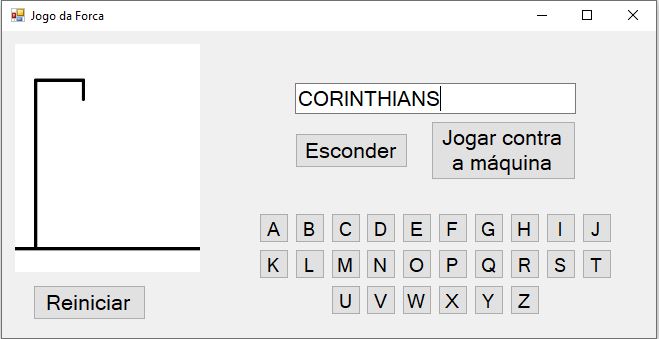 Jogo da Forca
CORINTHIANS
Esconder
Jogar contra
a máquina
A B C D E F G H I J
K L M N O P Q R S T
U V W X Y Z
Reiniciar